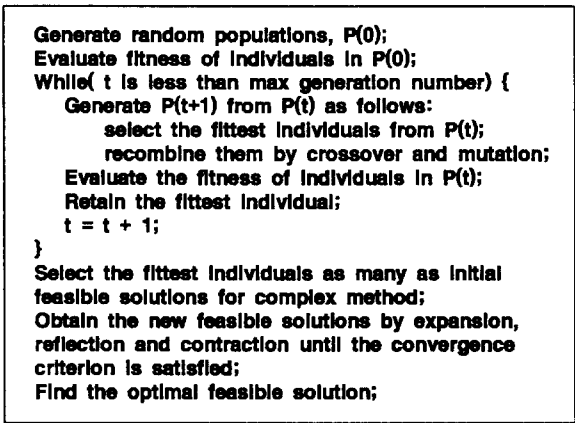 Generate random populations, P(0);
Evaluate fitness of individuals in P(0);
While( t is less than max generation number) {
Generate P(t+1) from P(t) as follows:
select the fittest individuals from P(t);
recombine them by crossover and mutation;
Evaluate the fitness of individuals in P(t);
Retain the fittest individual;
t = t + 1;
}
Select the fittest individuals as many as initial
feasible solutions for complex method;
Obtain the new feasible solutions by expansion,
reflection and contraction until the convergence
criterion is satisfied;
Find the optimal feasible solution;